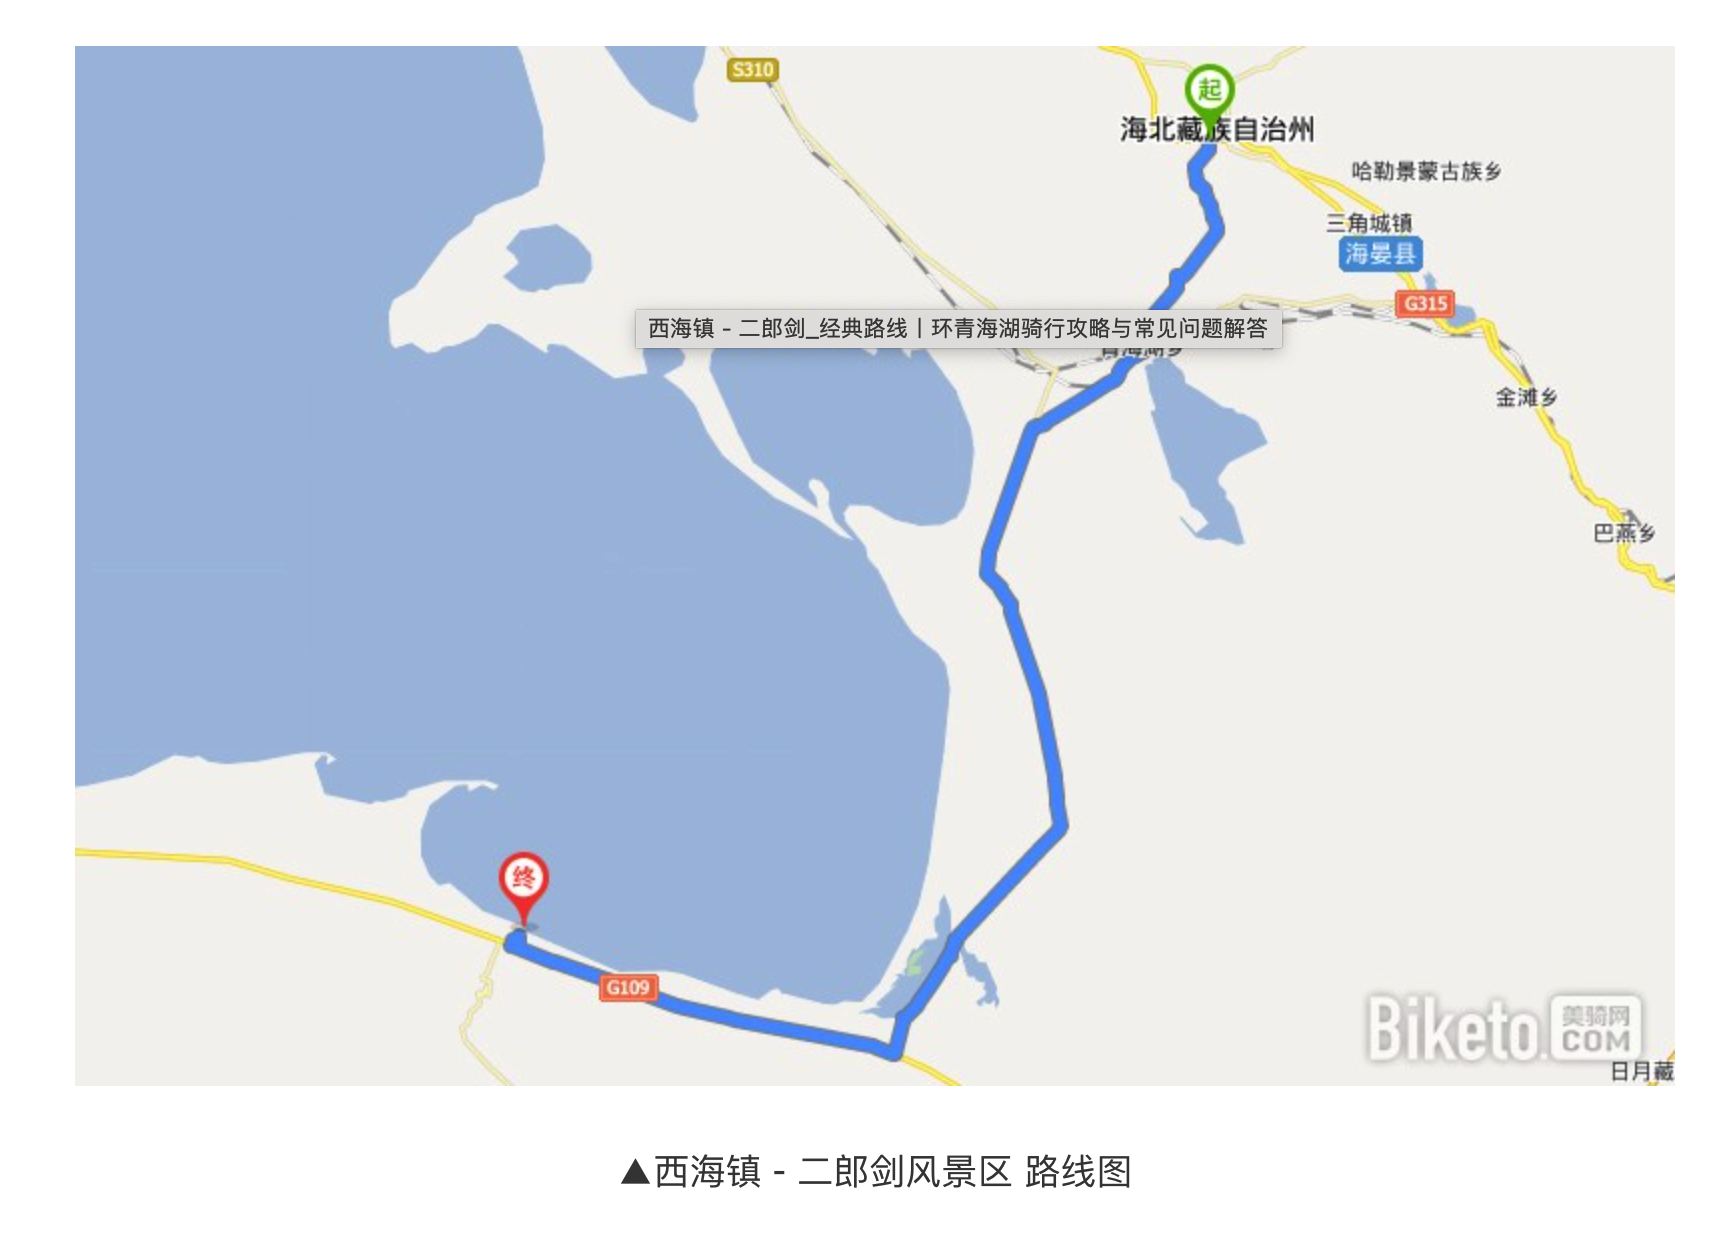 S310
起
海北藏族自治州
哈勒景蒙古族乡
三角城镇
海晏县
G315
西海镇 - 二郎剑_经典路线丨环青海湖骑行攻略与常见问题解答
青海湖乡
金滩乡
巴燕乡
终
G109
Biketo.
美骑网
COM
日月藏
▲西海镇 - 二郎剑风景区 路线图